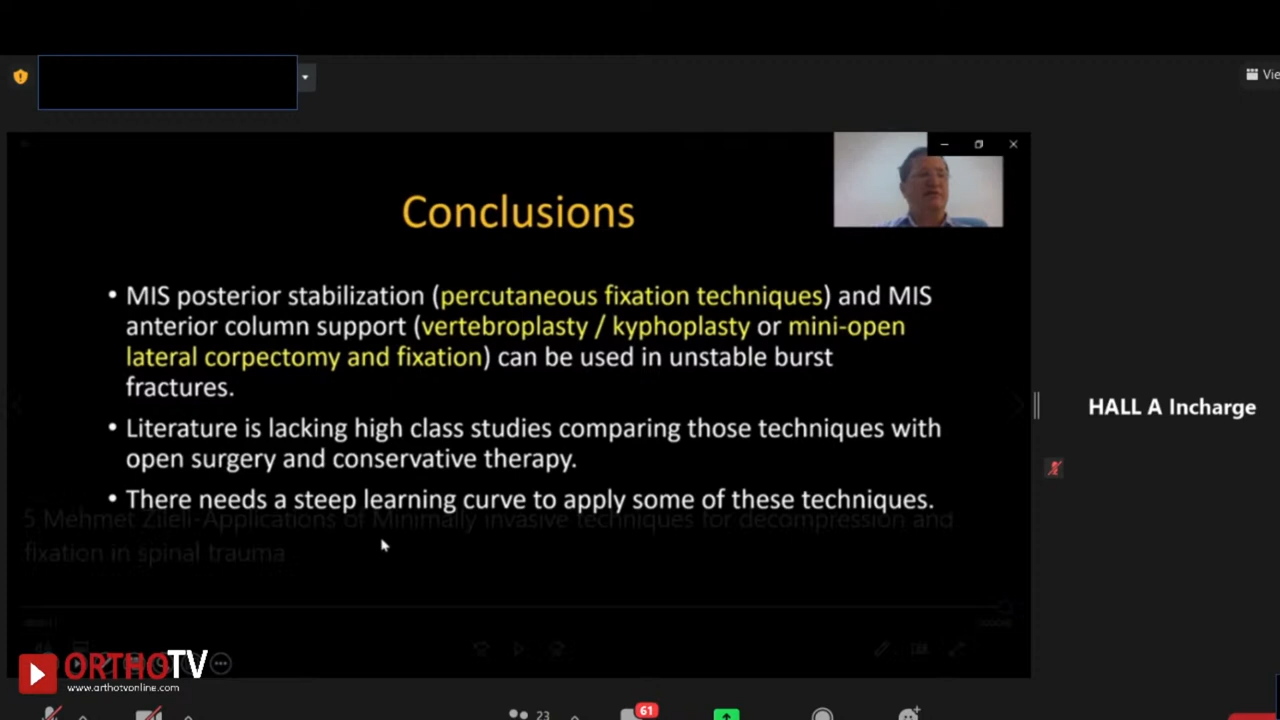 Vie
Conclusions
• MIS posterior stabilization (percutaneous fixation techniques) and MIS
anterior column support (vertebroplasty / kyphoplasty or mini-open
lateral corpectomy and fixation) can be used in unstable burst
fractures.
• Literature is lacking high class studies comparing those techniques with
open surgery and conservative therapy.
• There needs a steep learning curve to apply some of these techniques.
5 Mehmet Zileli-Applications of Minimally invasive techniques for decompression and
fixation in spinal trauma
HALL A Incharge
ORTHOTV
www.orthotvonline.com
23
61